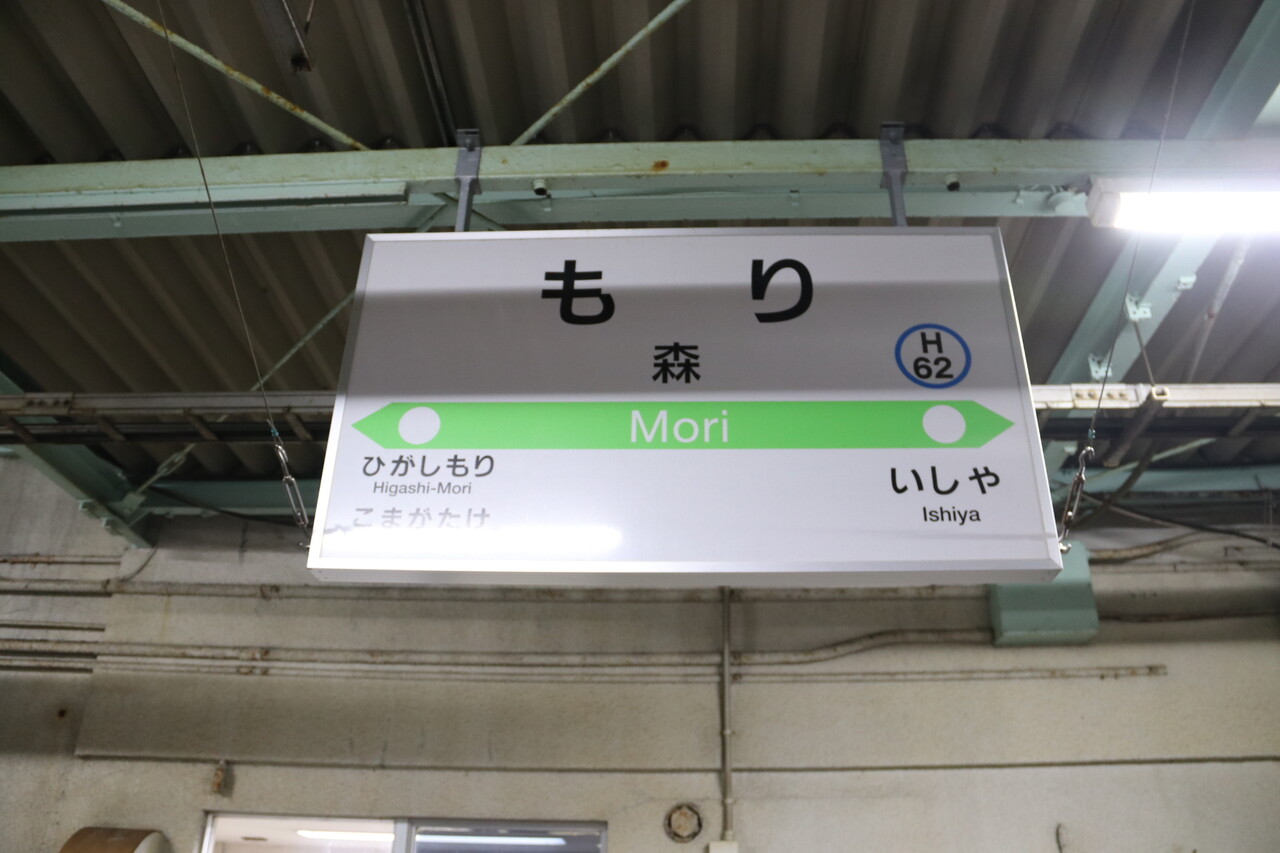 もり
森
H
62
Mori
ひがしもり
Higashi-Mori
こまがたけ
いしや
Ishiya